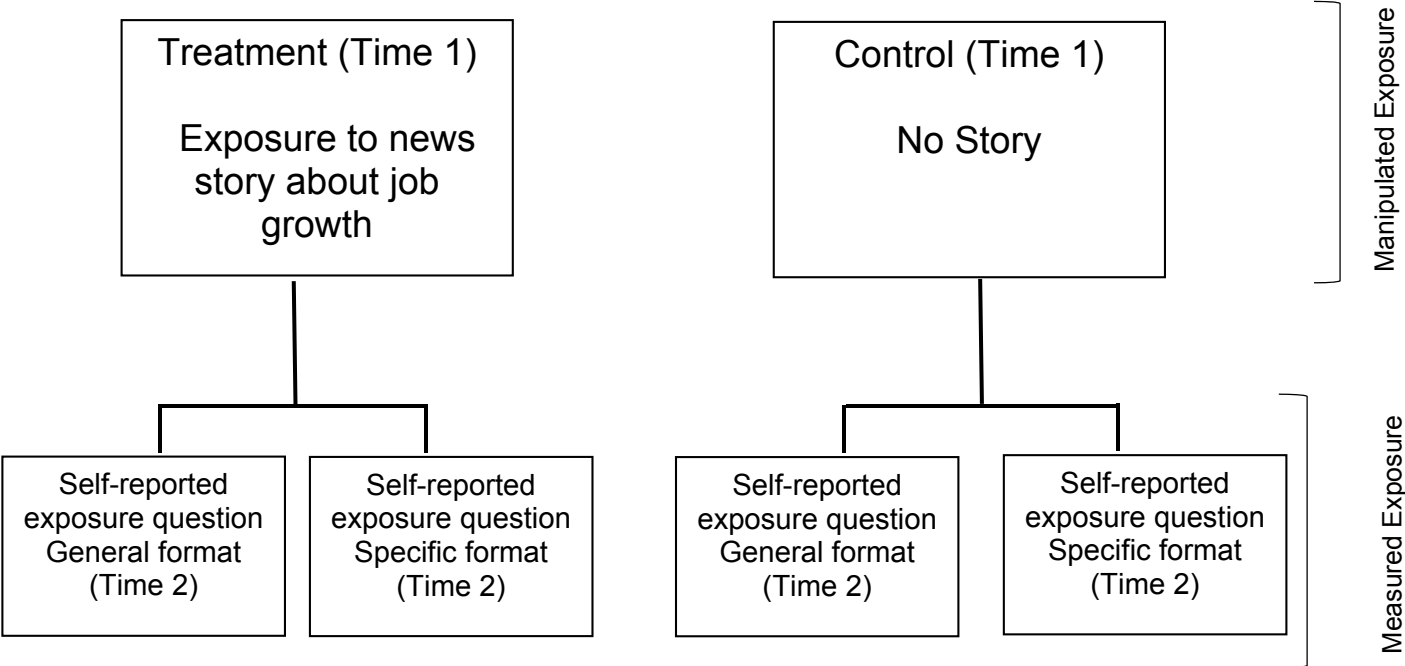 Treatment (Time 1)
Exposure to news
story about job
growth
Control (Time 1)
No Story
Manipulated Exposure
Self-reported
exposure question
General format
(Time 2)
Self-reported
exposure question
Specific format
(Time 2)
Self-reported
exposure question
General format
(Time 2)
Self-reported
exposure question
Specific format
(Time 2)
Measured Exposure